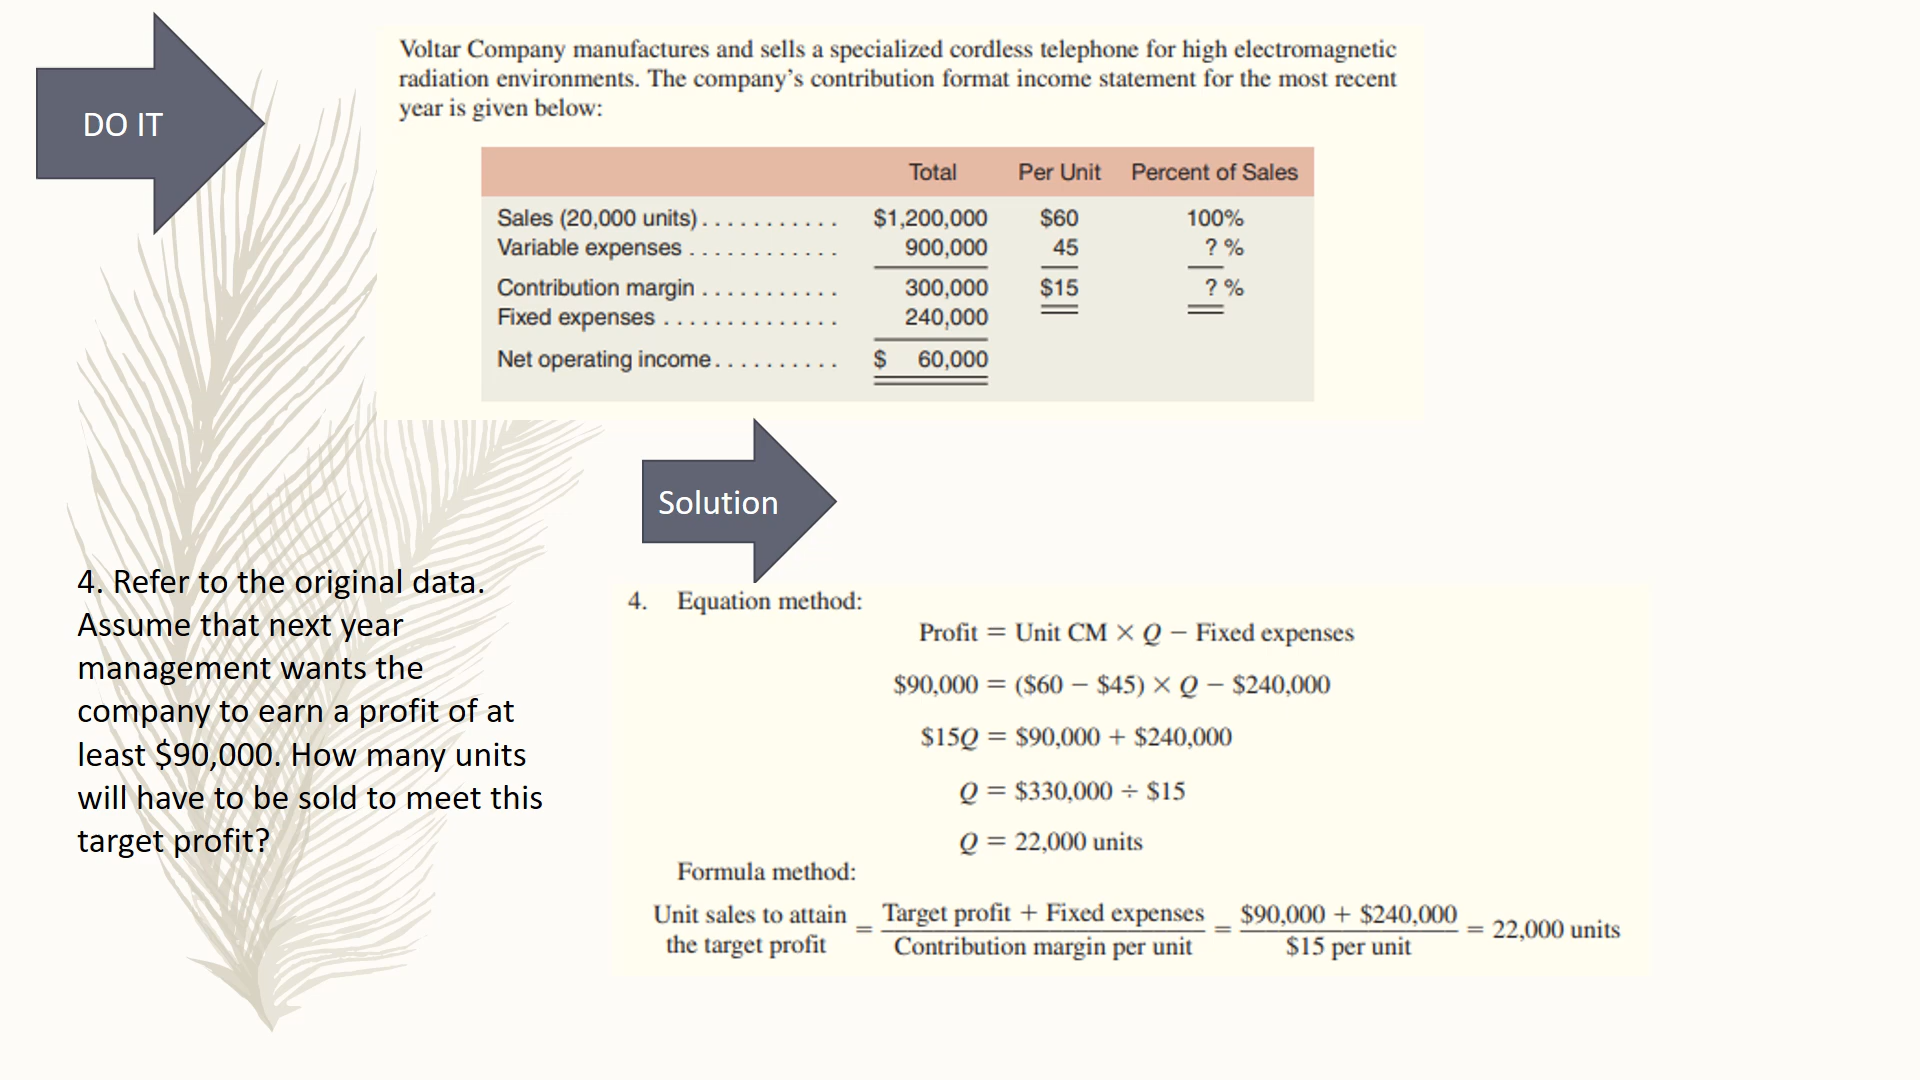 DO IT
Voltar Company manufactures and sells a specialized cordless telephone for high electromagnetic
radiation environments. The company's contribution format income statement for the most recent
year is given below:
Total Per Unit Percent of Sales
Sales (20,000 units). . . . . . . . . . . $1,200,000 $60 100%
Variable expenses . . . . . . . . . . . . 900,000 45 ? %
Contribution margin . . . . . . . . . . . 300,000 $15 ? %
Fixed expenses . . . . . . . . . . . . . . 240,000
Net operating income. . . . . . . . . . $ 60,000
Solution
4. Refer to the original data.
Assume that next year
management wants the
company to earn a profit of at
least $90,000. How many units
will have to be sold to meet this
target profit?
4. Equation method:
Profit = Unit CM × Q − Fixed expenses
$90,000 = ($60 − $45) × Q − $240,000
$15Q = $90,000 + $240,000
Q = $330,000 ÷ $15
Q = 22,000 units
Formula method:
Unit sales to attain = Target profit + Fixed expenses = $90,000 + $240,000 = 22,000 units
the target profit Contribution margin per unit $15 per unit